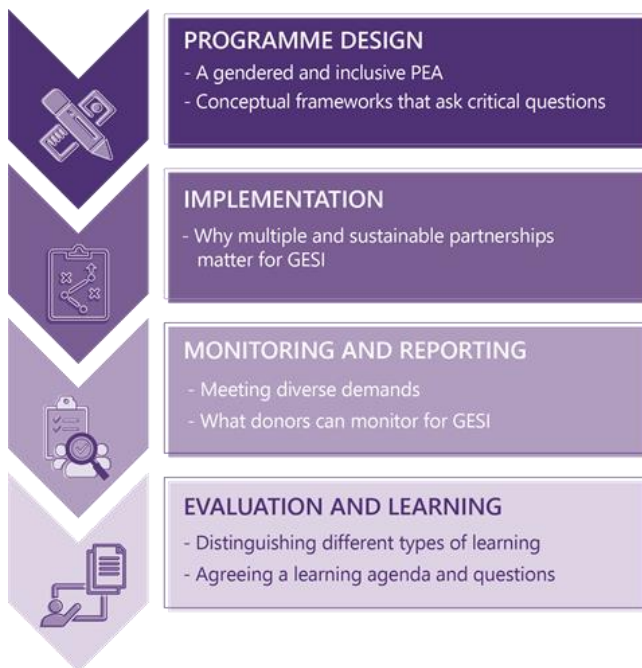 PROGRAMME DESIGN
- A gendered and inclusive PEA
- Conceptual frameworks that ask critical questions
IMPLEMENTATION
- Why multiple and sustainable partnerships
matter for GESI
MONITORING AND REPORTING
- Meeting diverse demands
- What donors can monitor for GESI
EVALUATION AND LEARNING
- Distinguishing different types of learning
- Agreeing a learning agenda and questions